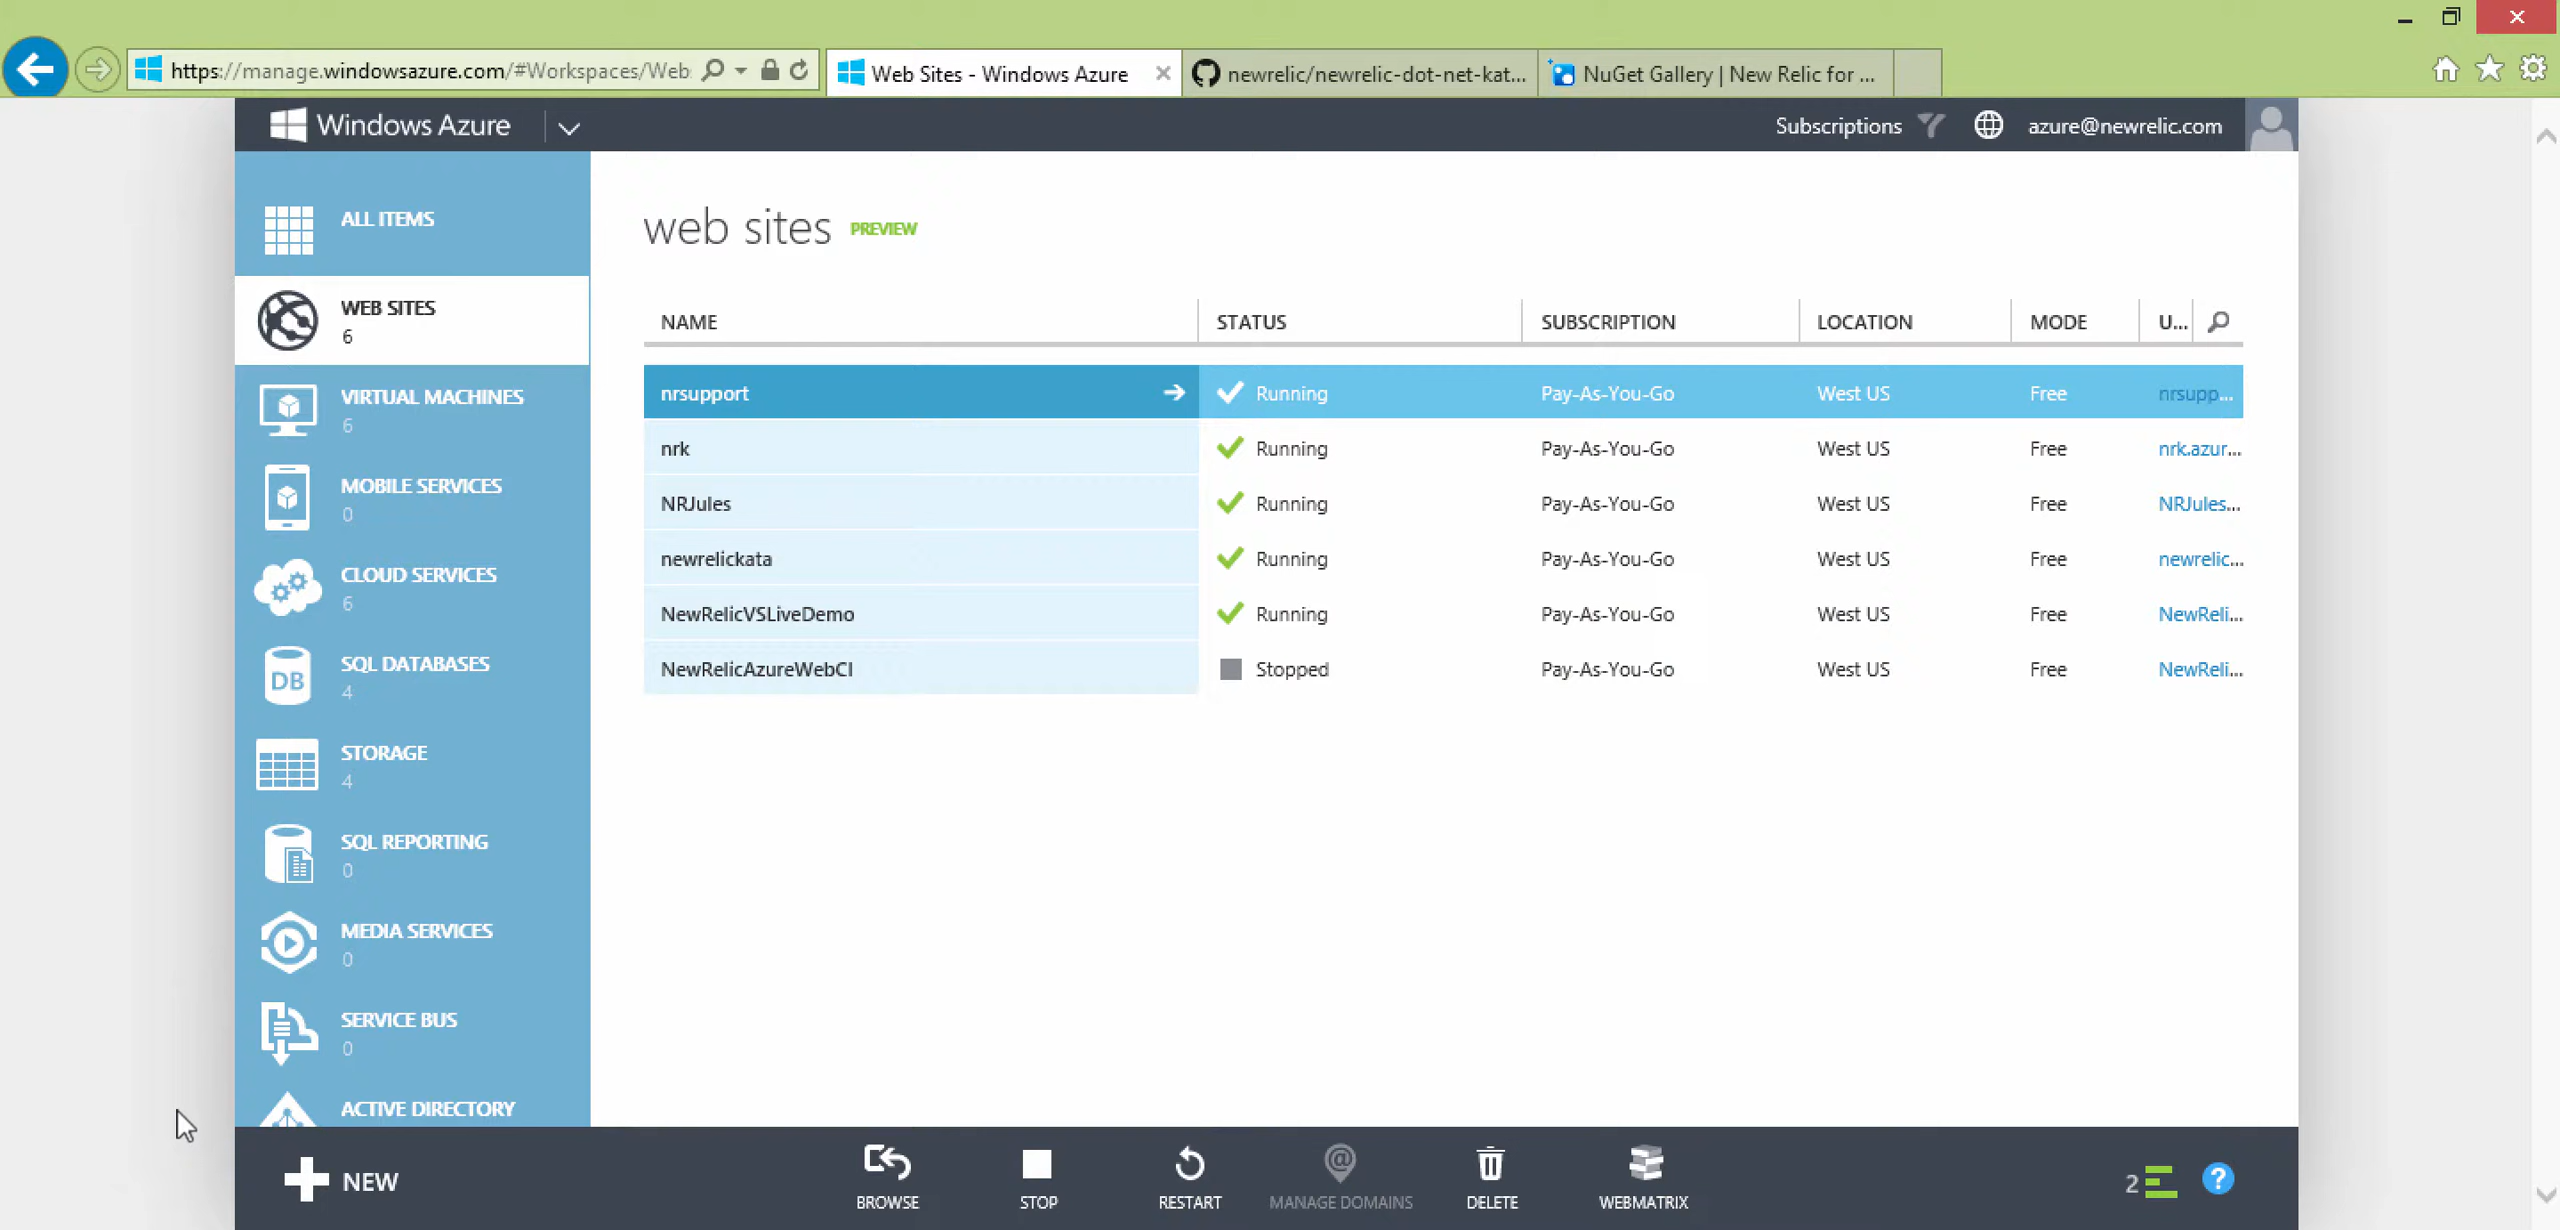 https://manage.windowsazure.com/#Workspaces/Web
Web Sites - Windows Azure
newrelic/newrelic-dot-net-kat...
NuGet Gallery | New Relic for ...
Windows Azure
Subscriptions
azure@newrelic.com
ALL ITEMS
WEB SITES
6
VIRTUAL MACHINES
6
MOBILE SERVICES
0
CLOUD SERVICES
6
SQL DATABASES
4
DB
STORAGE
4
SQL REPORTING
0
MEDIA SERVICES
0
SERVICE BUS
0
ACTIVE DIRECTORY
web sites PREVIEW
NAME STATUS SUBSCRIPTION LOCATION MODE U...
nrsupport Running Pay-As-You-Go West US Free nrsupp...
nrk Running Pay-As-You-Go West US Free nrk.azur...
NRJules Running Pay-As-You-Go West US Free NRJules...
newrelickata Running Pay-As-You-Go West US Free newrelic...
NewRelicVSLiveDemo Running Pay-As-You-Go West US Free NewReli...
NewRelicAzureWebCI Stopped Pay-As-You-Go West US Free NewReli...
NEW
BROWSE
STOP
RESTART
MANAGE DOMAINS
DELETE
WEBMATRIX
2
?